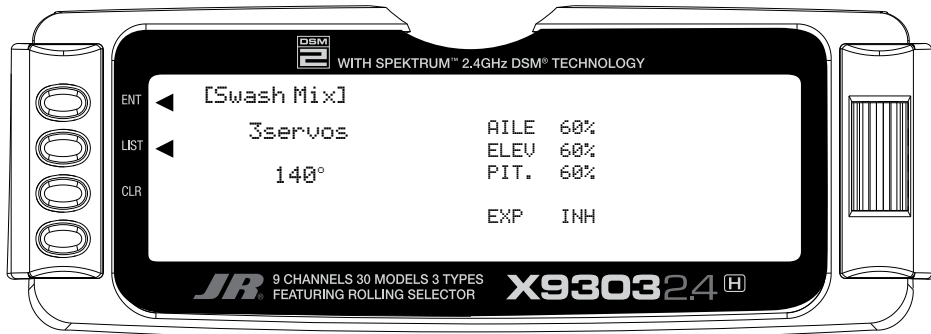 DSM
2
WITH SPEKTRUM™ 2.4GHz DSM® TECHNOLOGY
ENT
LIST
CLR
[Swash Mix]
3servos
140°
AILE 60%
ELEV 60%
PIT. 60%
EXP INH
JR®
9 CHANNELS 30 MODELS 3 TYPES
FEATURING ROLLING SELECTOR
X9303 2.4 H